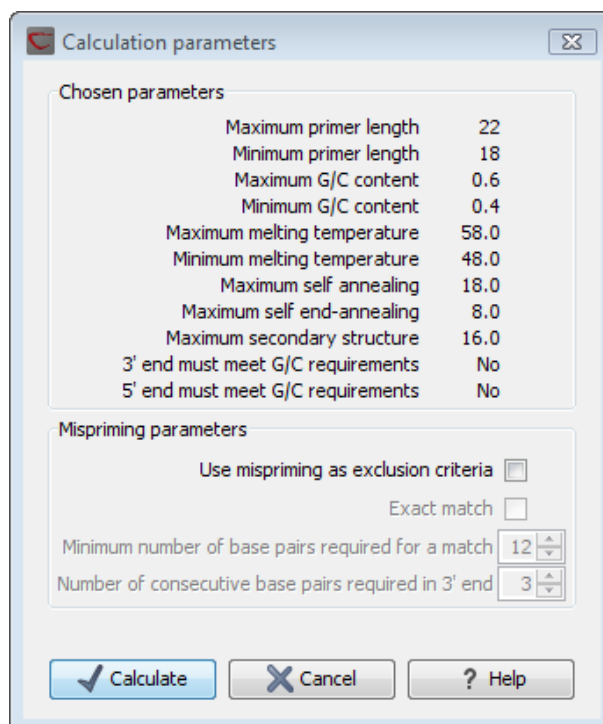 Calculation parameters
Chosen parameters
Maximum primer length 22
Minimum primer length 18
Maximum G/C content 0.6
Minimum G/C content 0.4
Maximum melting temperature 58.0
Minimum melting temperature 48.0
Maximum self annealing 18.0
Maximum self end-annealing 8.0
Maximum secondary structure 16.0
3' end must meet G/C requirements No
5' end must meet G/C requirements No
Mispriming parameters
Use mispriming as exclusion criteria
Exact match
Minimum number of base pairs required for a match 12
Number of consecutive base pairs required in 3' end 3
Calculate Cancel ? Help